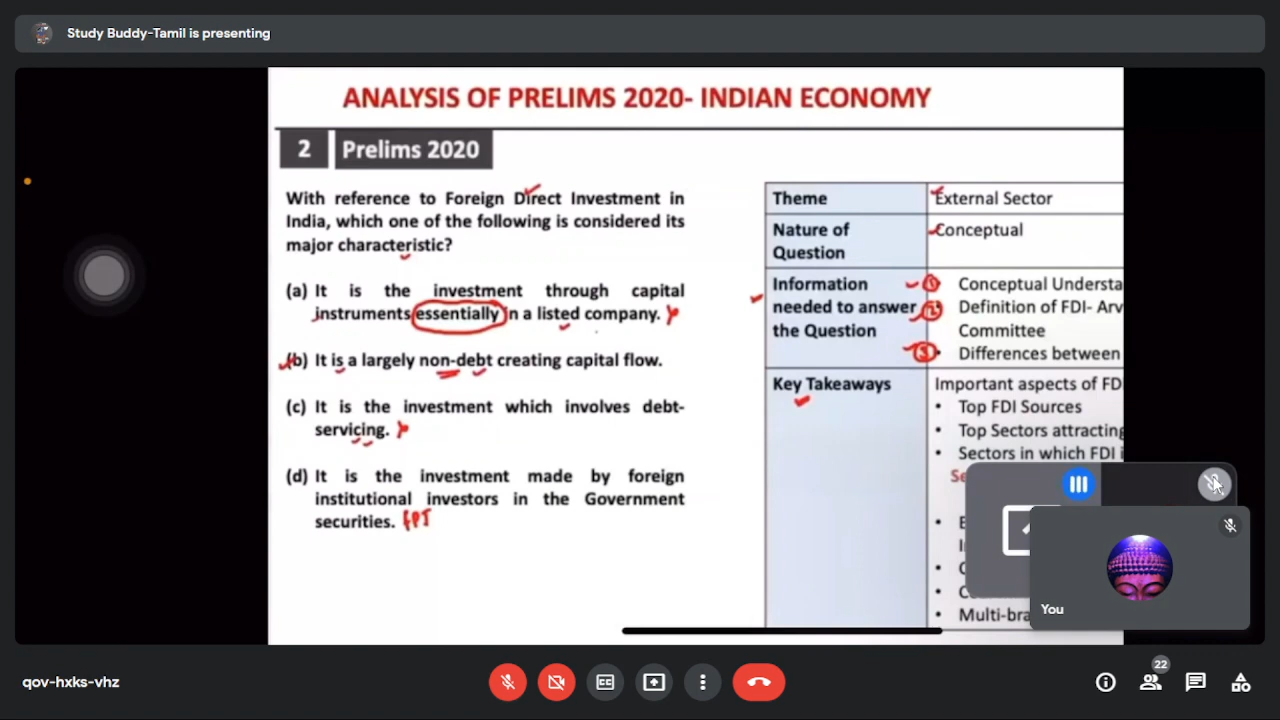 Study Buddy-Tamil is presenting
ANALYSIS OF PRELIMS 2020- INDIAN ECONOMY
2 Prelims 2020
With reference to Foreign Direct Investment in
India, which one of the following is considered its
major characteristic?
(a) It is the investment through capital
instruments essentially in a listed company.
(b) It is a largely non-debt creating capital flow.
(c) It is the investment which involves debt-
servicing.
(d) It is the investment made by foreign
institutional investors in the Government
securities. FPI
Theme
External Sector
Nature of
Question
Conceptual
Information
needed to answer
the Question
1 Conceptual Understa
2 Definition of FDI- Arv
Committee
3 Differences between
Key Takeaways
Important aspects of FD
• Top FDI Sources
• Top Sectors attracting
• Sectors in which FDI i
Se
• E
I
• C
• C
• Multi-bra
You
qov-hxks-vhz
CC
22